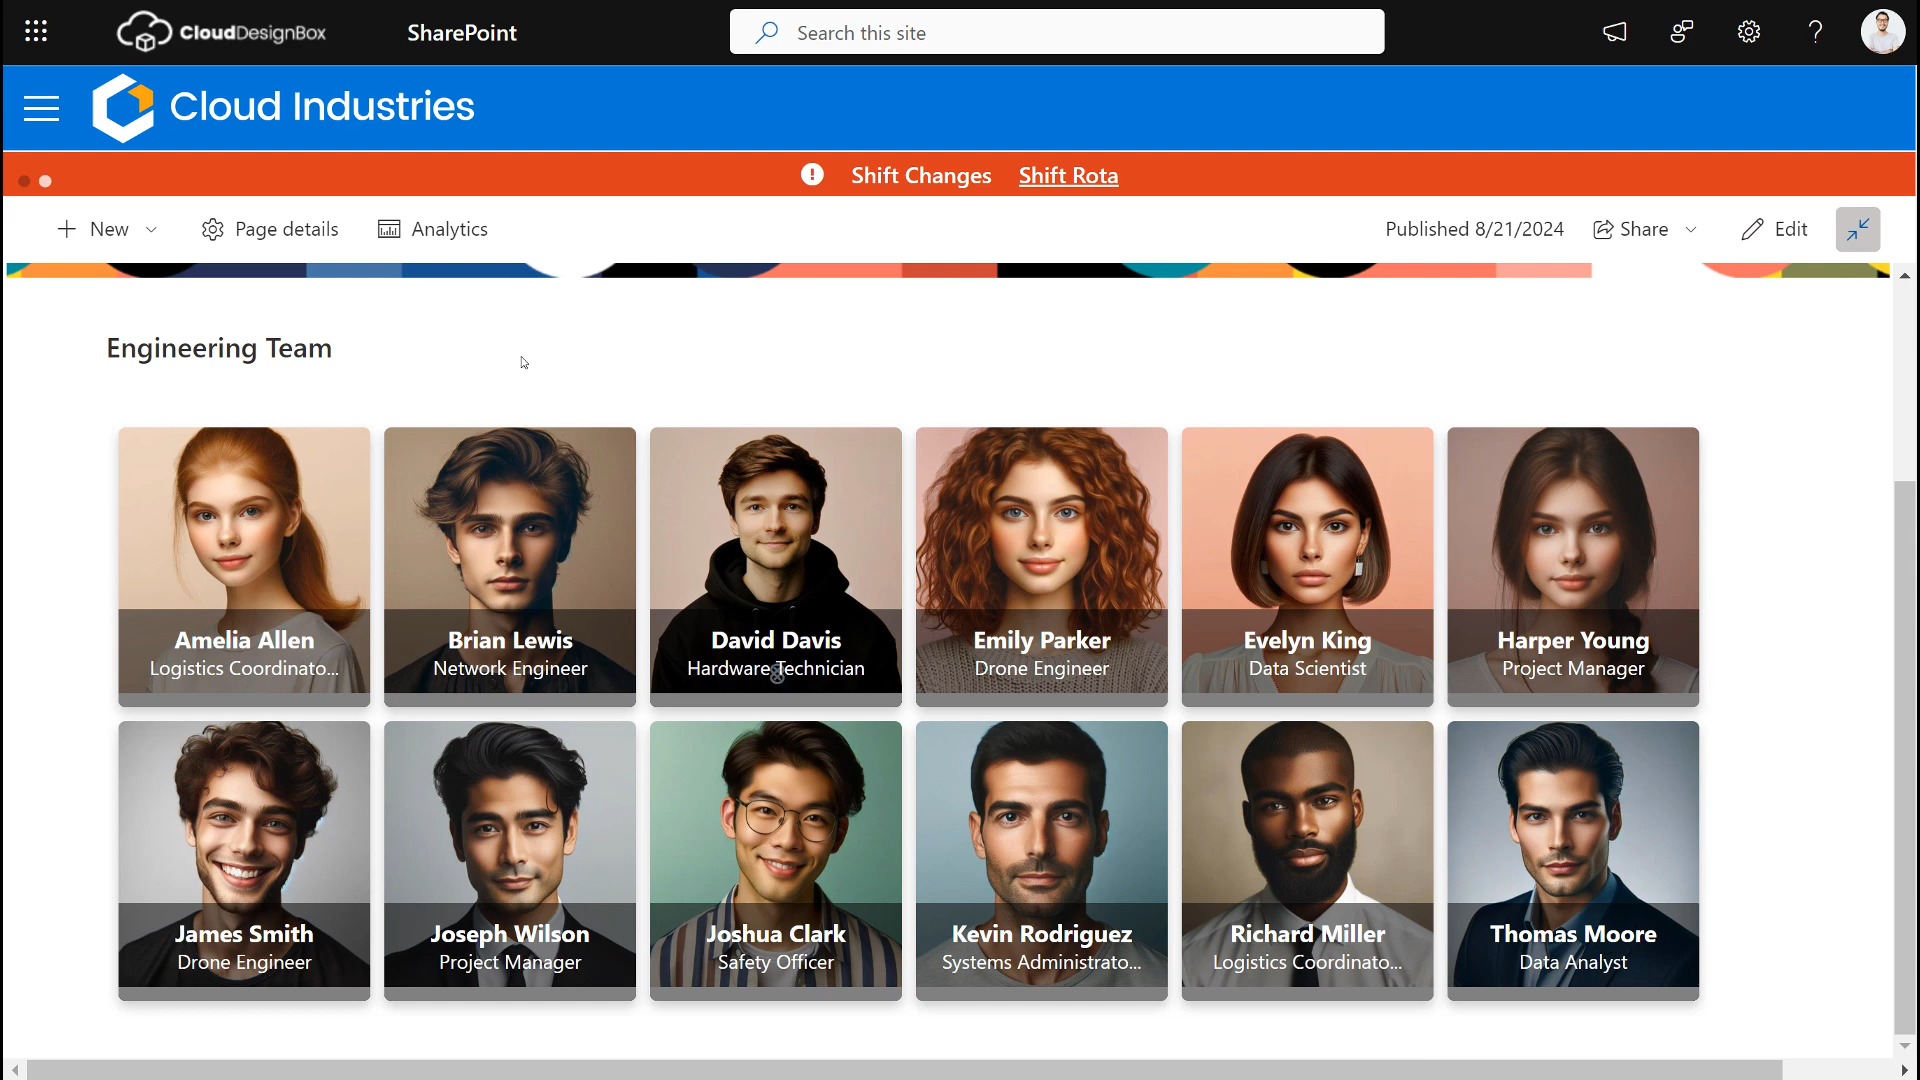 CloudDesignBox
SharePoint
Search this site
Cloud Industries
Shift Changes Shift Rota
New Page details Analytics Published 8/21/2024 Share Edit
Engineering Team
Amelia Allen
Logistics Coordinato...
Brian Lewis
Network Engineer
David Davis
Hardware Technician
Emily Parker
Drone Engineer
Evelyn King
Data Scientist
Harper Young
Project Manager
James Smith
Drone Engineer
Joseph Wilson
Project Manager
Joshua Clark
Safety Officer
Kevin Rodriguez
Systems Administrato...
Richard Miller
Logistics Coordinato...
Thomas Moore
Data Analyst